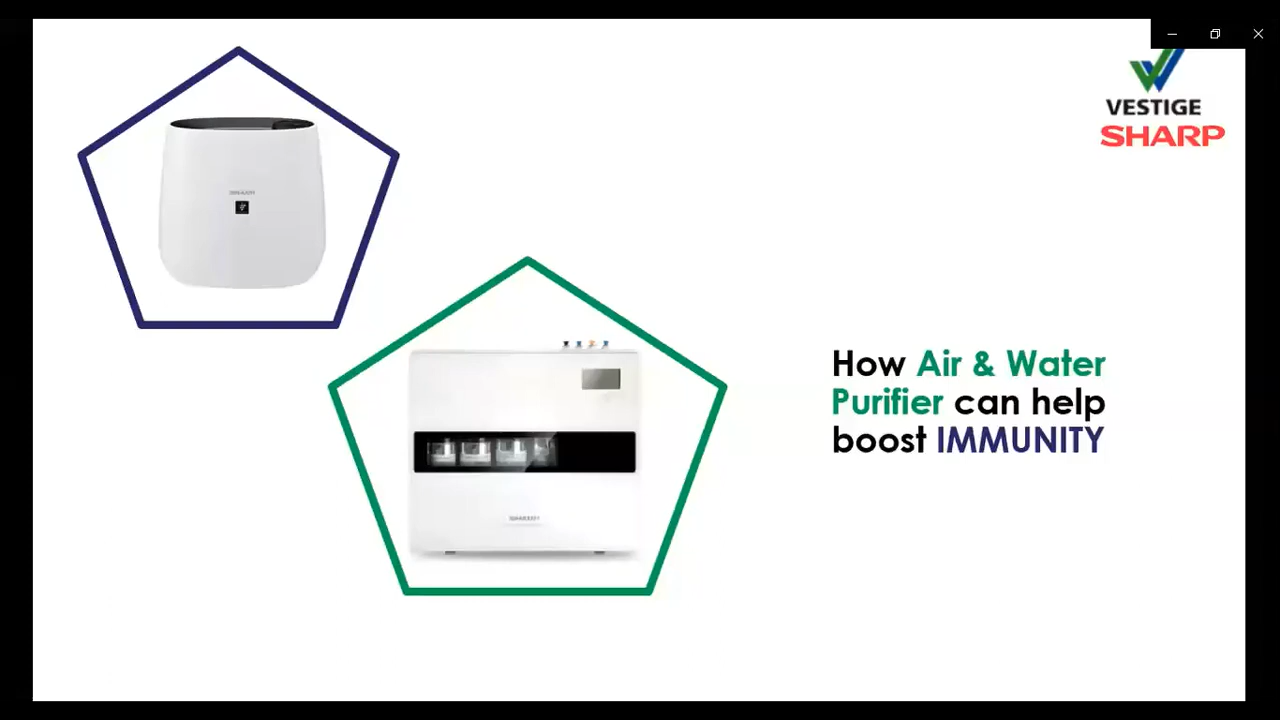 VESTIGE
SHARP
How Air & Water
Purifier can help
boost IMMUNITY